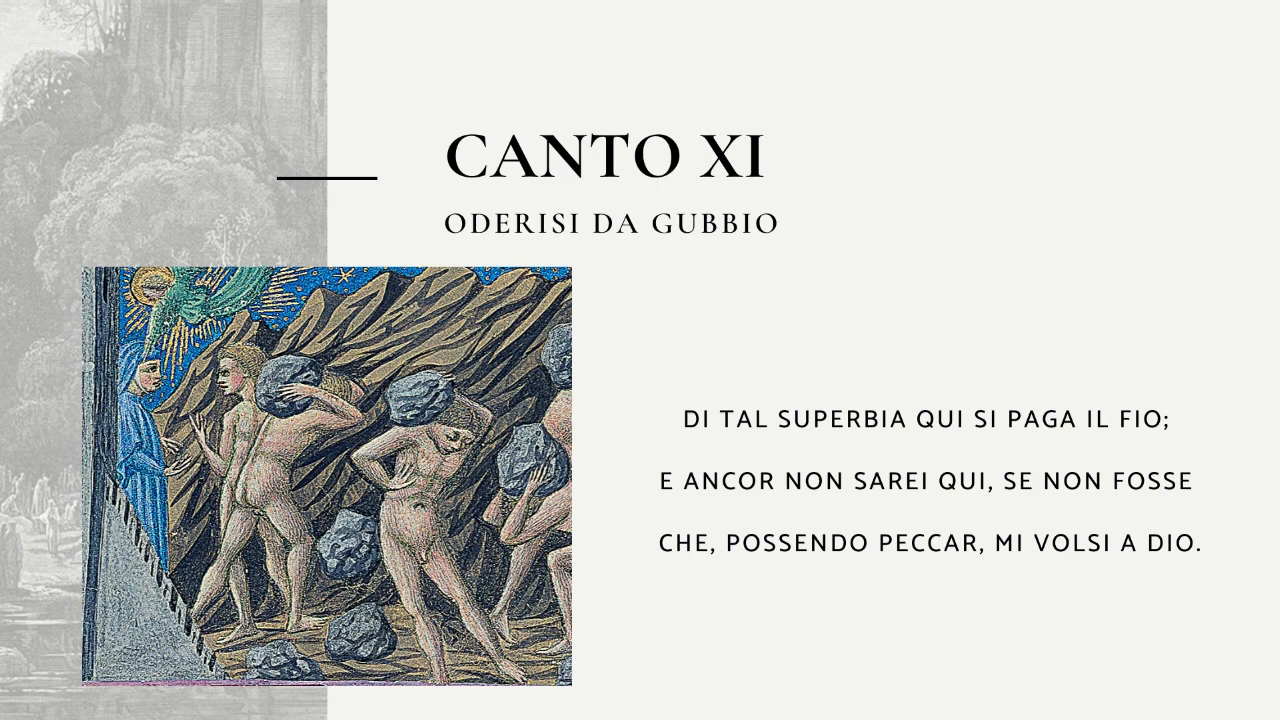 CANTO XI
ODERISI DA GUBBIO
DI TAL SUPERBIA QUI SI PAGA IL FIO;
E ANCOR NON SAREI QUI, SE NON FOSSE
CHE, POSSENDO PECCAR, MI VOLSI A DIO.